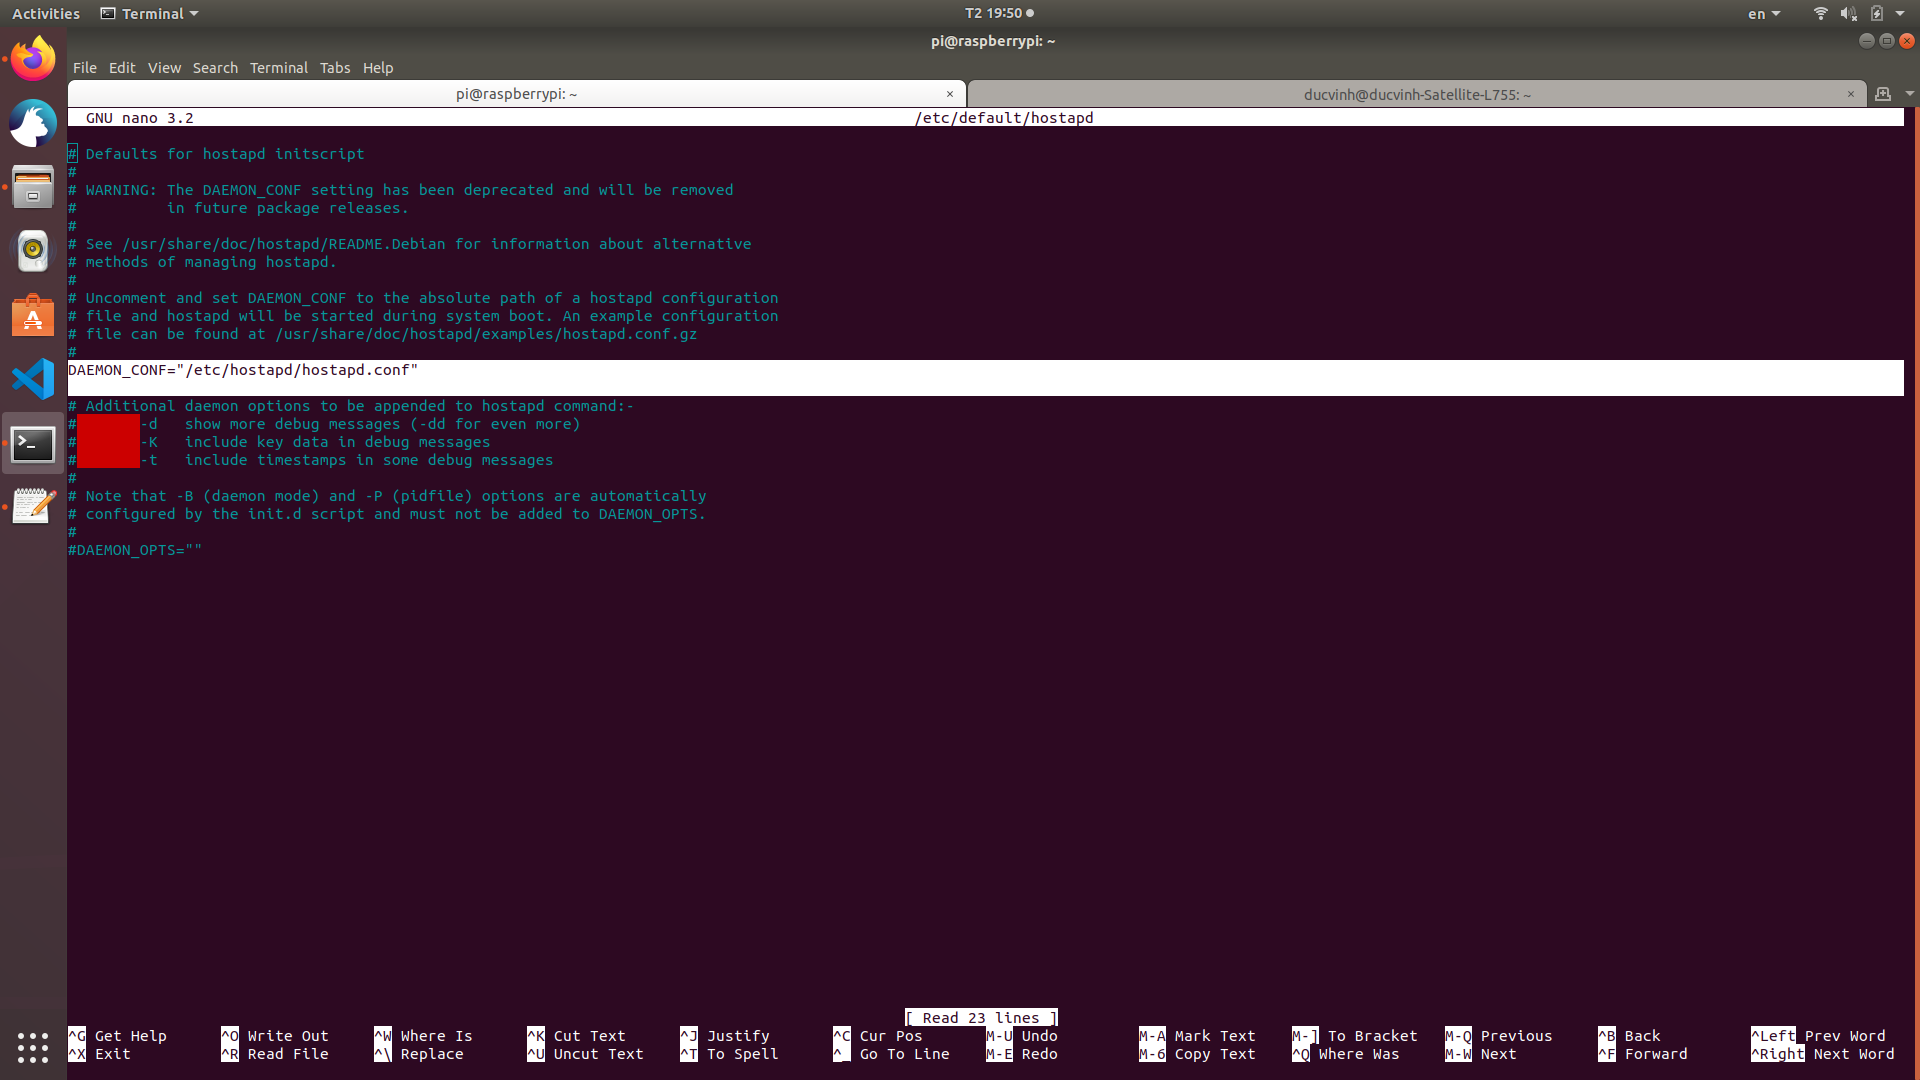 Activities Terminal T2 19:50 en
pi@raspberrypi: ~
File Edit View Search Terminal Tabs Help
pi@raspberrypi: ~ × ducvinh@ducvinh-Satellite-L755: ~ ×
GNU nano 3.2 /etc/default/hostapd
# Defaults for hostapd initscript
#
# WARNING: The DAEMON_CONF setting has been deprecated and will be removed
#          in future package releases.
#
# See /usr/share/doc/hostapd/README.Debian for information about alternative
# methods of managing hostapd.
#
# Uncomment and set DAEMON_CONF to the absolute path of a hostapd configuration
# file and hostapd will be started during system boot. An example configuration
# file can be found at /usr/share/doc/hostapd/examples/hostapd.conf.gz
#
DAEMON_CONF="/etc/hostapd/hostapd.conf"
# Additional daemon options to be appended to hostapd command:-
#       -d   show more debug messages (-dd for even more)
#       -K   include key data in debug messages
#       -t   include timestamps in some debug messages
#
# Note that -B (daemon mode) and -P (pidfile) options are automatically
# configured by the init.d script and must not be added to DAEMON_OPTS.
#
#DAEMON_OPTS=""
[ Read 23 lines ]
^G Get Help ^O Write Out ^W Where Is ^K Cut Text ^J Justify ^C Cur Pos M-U Undo M-A Mark Text M-] To Bracket M-Q Previous ^B Back ^Left Prev Word
^X Exit ^R Read File ^\ Replace ^U Uncut Text ^T To Spell ^_ Go To Line M-E Redo M-6 Copy Text ^Q Where Was M-W Next ^F Forward ^Right Next Word